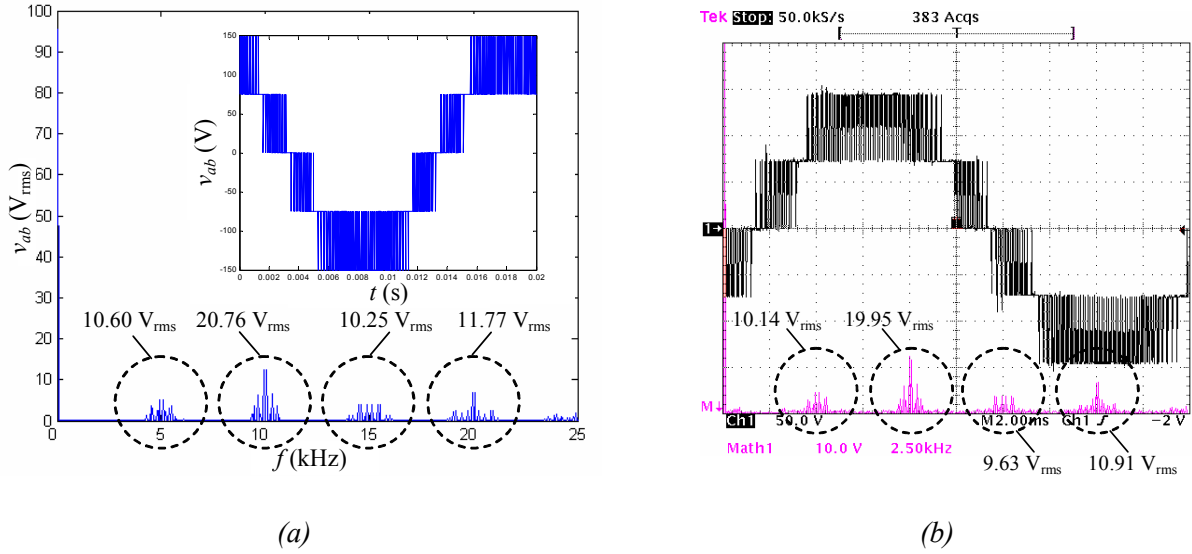 100
90
80
70
60
50
40
30
100
20
10
0
v_ab (V_rms)
150
100
50
0
-50
-100
-150
v_ab (V)
0 0.002 0.004 0.006 0.008 0.01 0.012 0.014 0.016 0.018 0.02
t (s)
10.60 V_rms 20.76 V_rms 10.25 V_rms 11.77 V_rms
0 5 10 15 20 25
f (kHz)
(a)
Tek Stop: 50.0kS/s 383 Acqs
T
1→
10.14 V_rms 19.95 V_rms
M↓
Ch1 50.0 V M 2.00ms Ch1 ∫ −2 V
Math1 10.0 V 2.50kHz
9.63 V_rms 10.91 V_rms
(b)